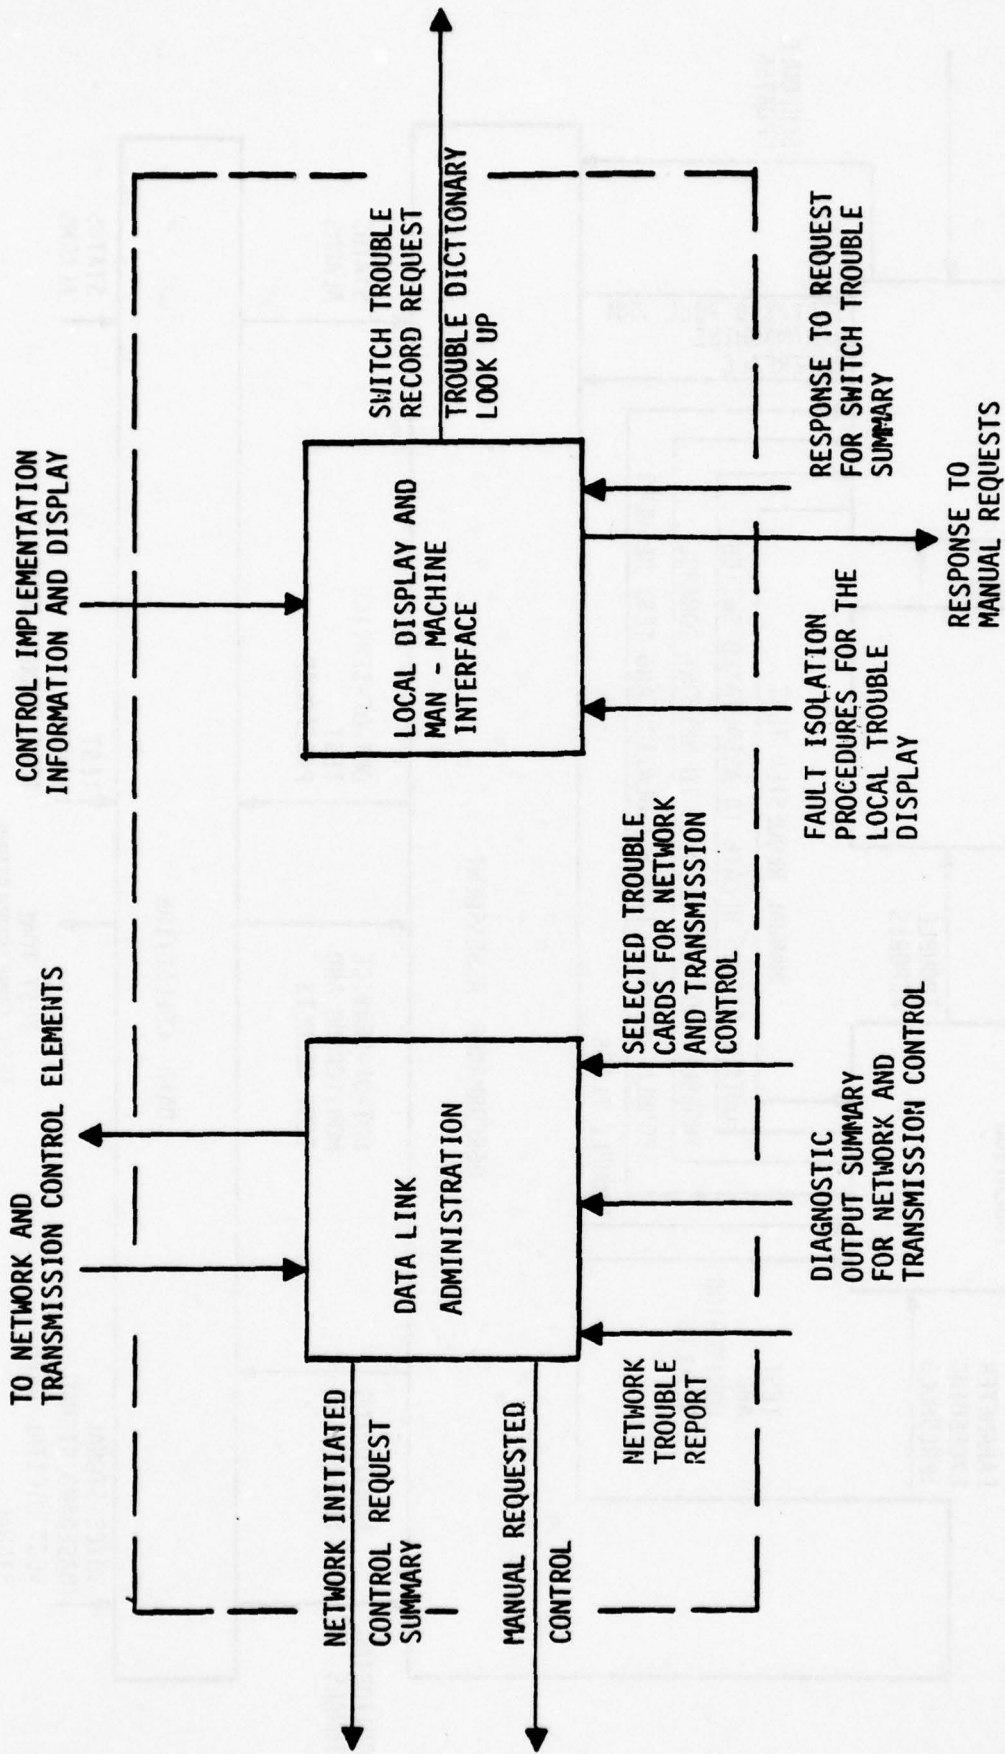 TO NETWORK AND
TRANSMISSION CONTROL ELEMENTS
CONTROL IMPLEMENTATION
INFORMATION AND DISPLAY
NETWORK INITIATED
CONTROL REQUEST
SUMMARY
MANUAL REQUESTED
CONTROL
DATA LINK
ADMINISTRATION
LOCAL DISPLAY AND
MAN - MACHINE
INTERFACE
SWITCH TROUBLE
RECORD REQUEST
TROUBLE DICTIONARY
LOOK UP
NETWORK
TROUBLE
REPORT
DIAGNOSTIC
OUTPUT SUMMARY
FOR NETWORK AND
TRANSMISSION CONTROL
SELECTED TROUBLE
CARDS FOR NETWORK
AND TRANSMISSION
CONTROL
FAULT ISOLATION
PROCEDURES FOR THE
LOCAL TROUBLE
DISPLAY
RESPONSE TO REQUEST
FOR SWITCH TROUBLE
SUMMARY
RESPONSE TO
MANUAL REQUESTS